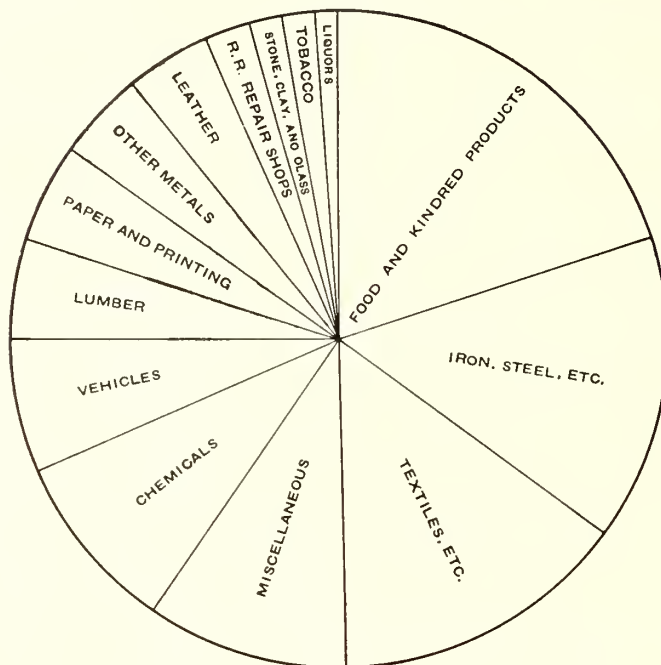 FOOD AND KINDRED PRODUCTS
IRON, STEEL, ETC.
TEXTILES, ETC.
MISCELLANEOUS
CHEMICALS
VEHICLES
LUMBER
PAPER AND PRINTING
OTHER METALS
LEATHER
R.R. REPAIR SHOPS
STONE, CLAY, AND GLASS
TOBACCO
LIQUORS